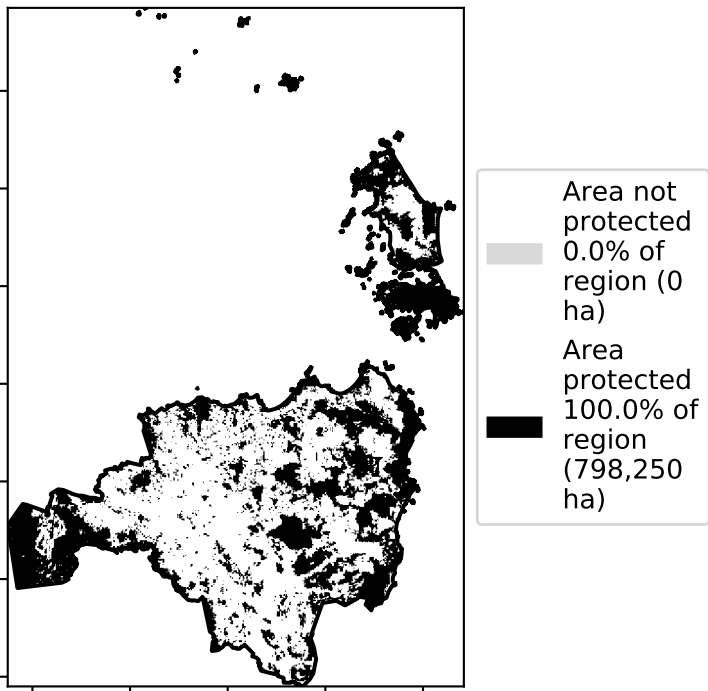 Area not
protected
0.0% of
region (0
ha)
Area
protected
100.0% of
region
(798,250
ha)